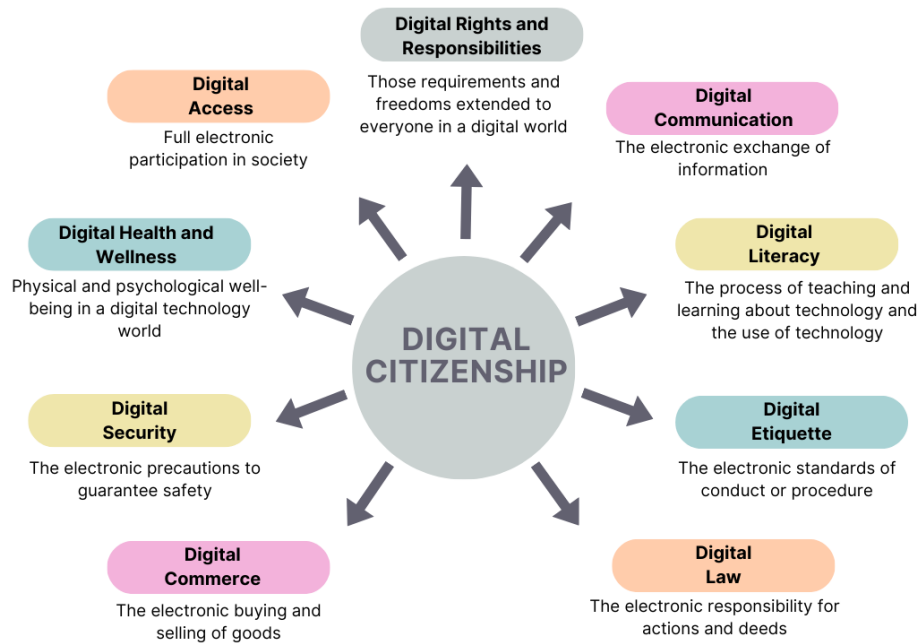 Digital Rights and
Responsibilities
Those requirements and
freedoms extended to
everyone in a digital world
Digital
Access
Full electronic
participation in society
Digital
Communication
The electronic exchange of
information
Digital Health and
Wellness
Physical and psychological well-
being in a digital technology
world
Digital
Literacy
The process of teaching and
learning about technology and
the use of technology
DIGITAL
CITIZENSHIP
Digital
Security
The electronic precautions to
guarantee safety
Digital
Etiquette
The electronic standards of
conduct or procedure
Digital
Commerce
The electronic buying and
selling of goods
Digital
Law
The electronic responsibility for
actions and deeds